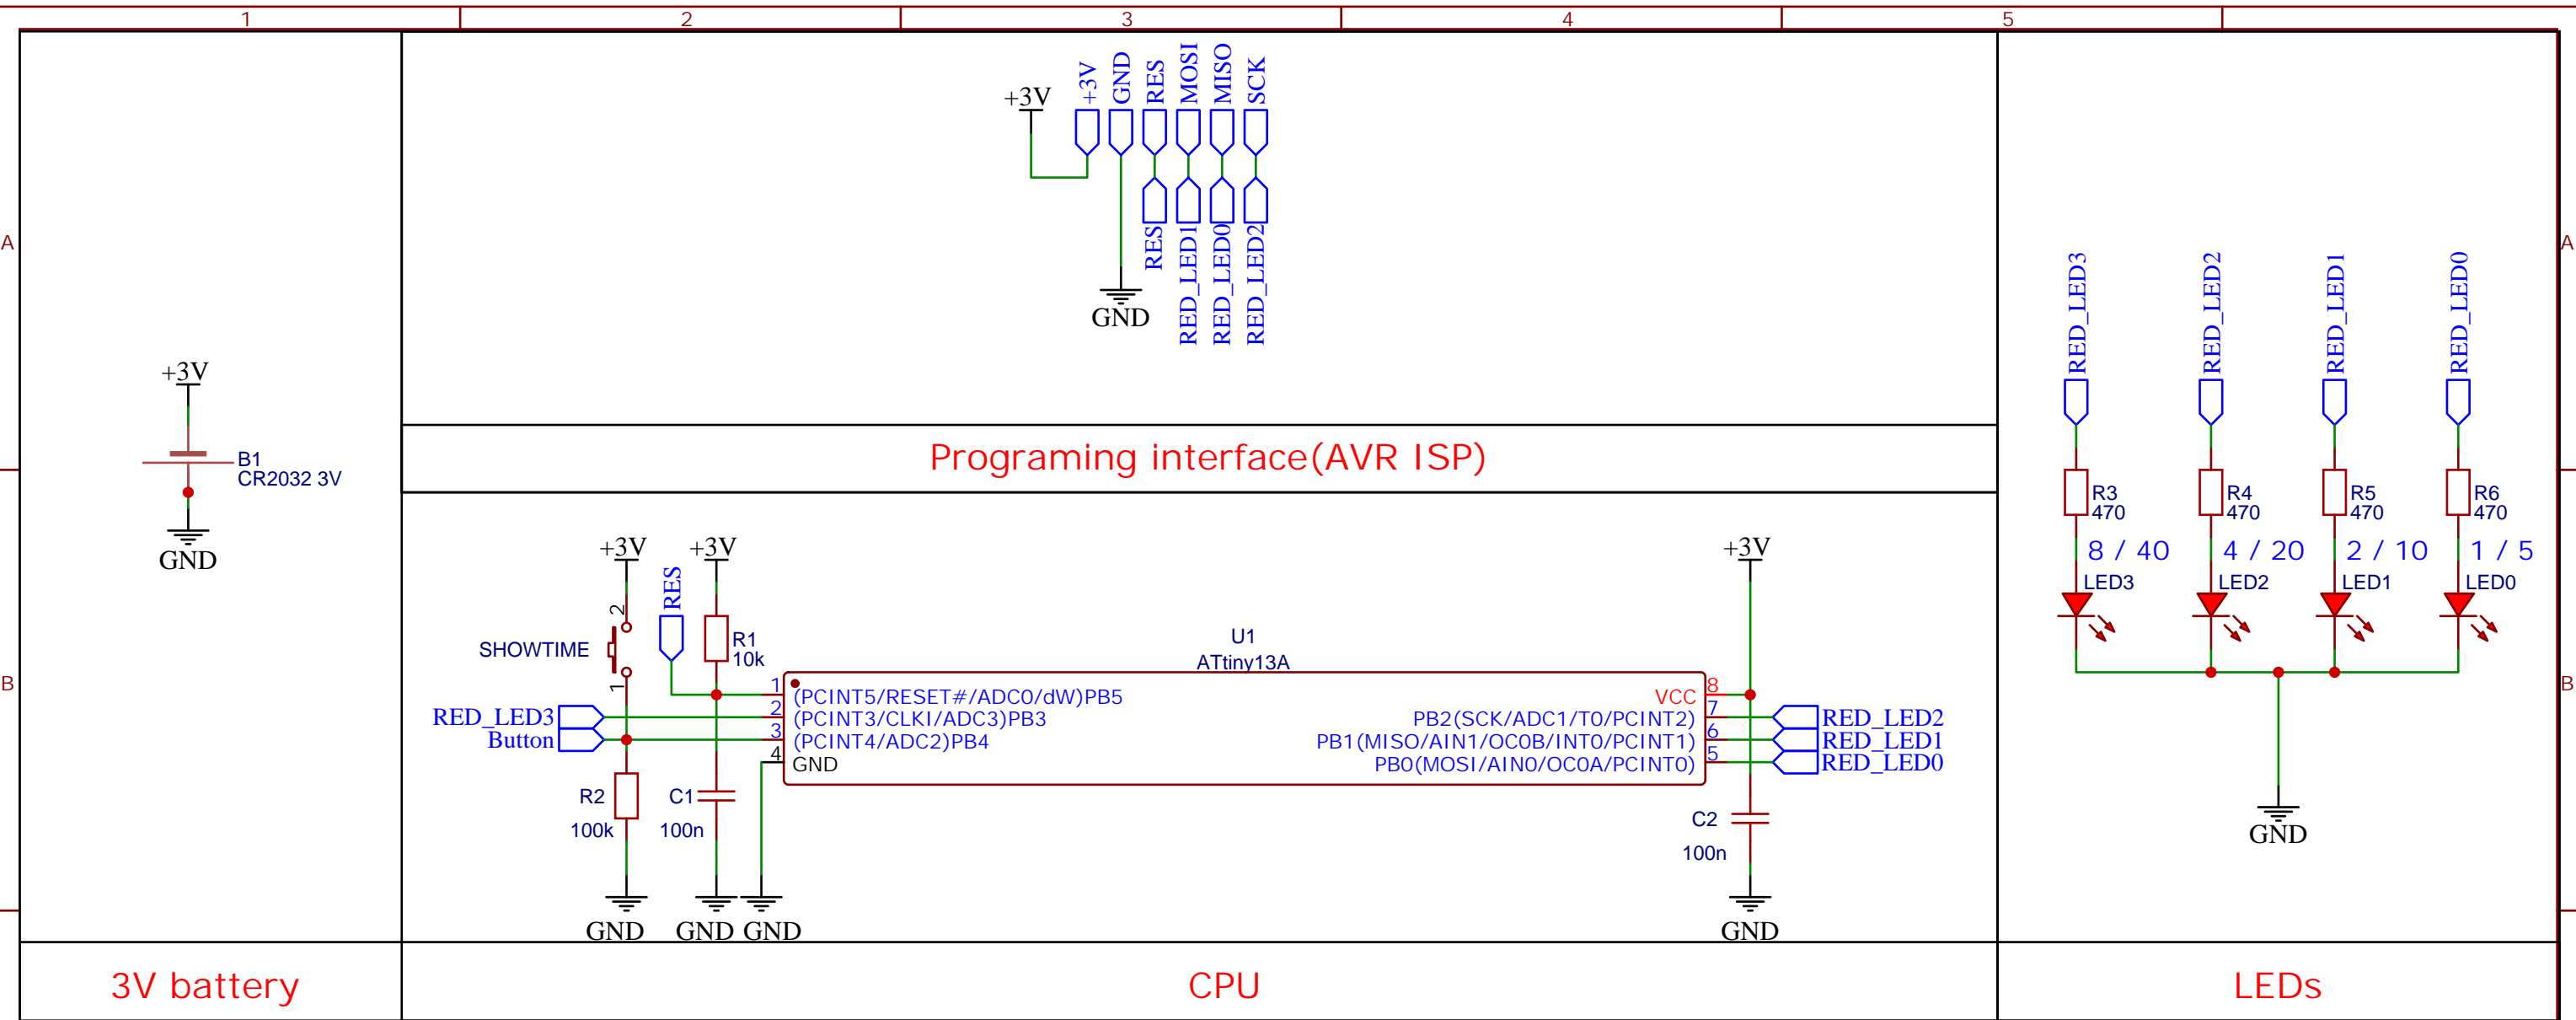 1 2 3 4 5
A A
B B
+3V
+3V
GND
RES
MOSI
MISO
SCK
RES
RED_LED1
RED_LED0
RED_LED2
GND
Programing interface(AVR ISP)
+3V
B1
CR2032 3V
GND
3V battery
+3V
+3V
RES
2
SHOWTIME
1
R1
10k
RED_LED3
Button
R2
100k
C1
100n
GND
GND
GND
U1
ATtiny13A
1
(PCINT5/RESET#/ADC0/dW)PB5
2
(PCINT3/CLKI/ADC3)PB3
3
(PCINT4/ADC2)PB4
4
GND
VCC
8
PB2(SCK/ADC1/T0/PCINT2)
7
PB1(MISO/AIN1/OC0B/INT0/PCINT1)
6
PB0(MOSI/AIN0/OC0A/PCINT0)
5
+3V
RED_LED2
RED_LED1
RED_LED0
C2
100n
GND
CPU
RED_LED3
RED_LED2
RED_LED1
RED_LED0
R3
470
R4
470
R5
470
R6
470
8 / 40
4 / 20
2 / 10
1 / 5
LED3
LED2
LED1
LED0
GND
LEDs